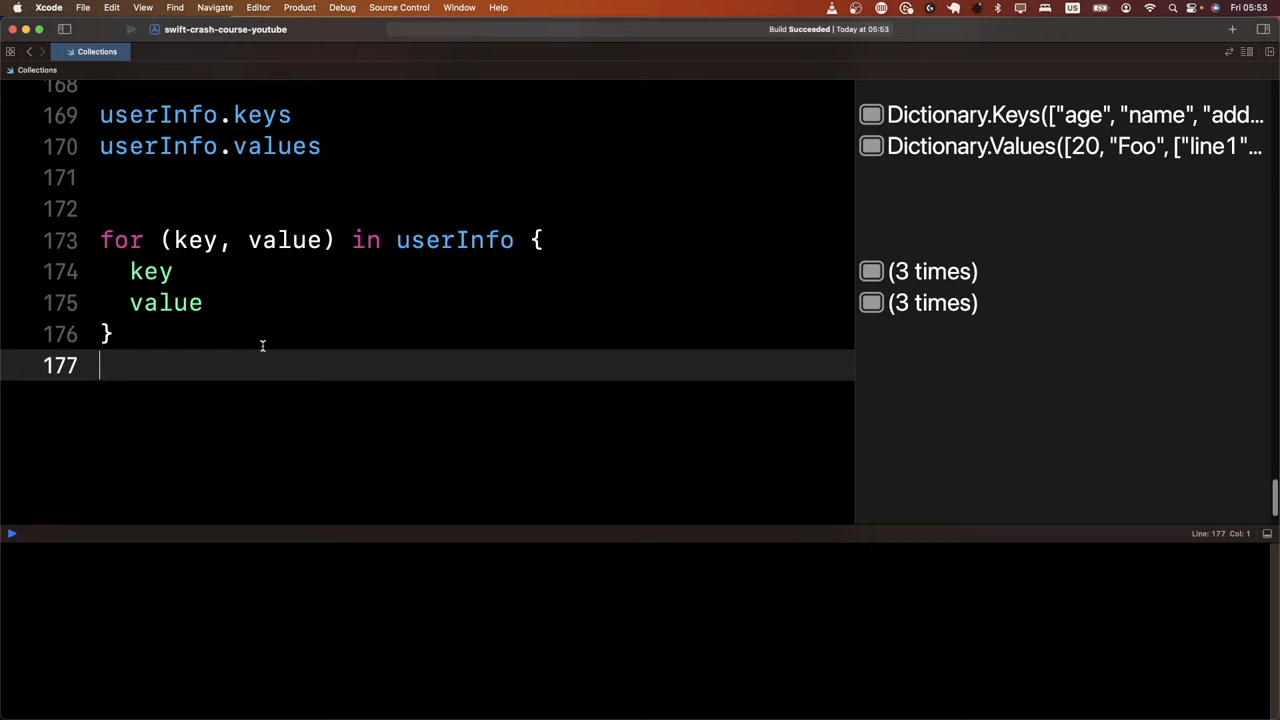 Xcode File Edit View Find Navigate Editor Product Debug Source Control Window Help US Fri 05:53
swift-crash-course-youtube Build Succeeded | Today at 05:53
Collections
Collections
168
169 userInfo.keys Dictionary.Keys(["age", "name", "add...
170 userInfo.values Dictionary.Values([20, "Foo", ["line1"...
171
172
173 for (key, value) in userInfo {
174 key (3 times)
175 value (3 times)
176 }
177
Line: 177 Col: 1